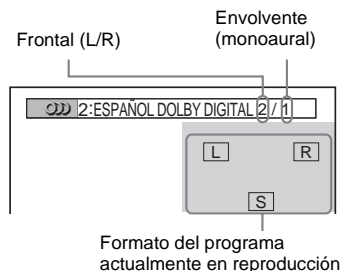 Envolvente
(monoaural)
Frontal (L/R)
2:ESPAÑOL DOLBY DIGITAL 2 / 1
L R
S
Formato del programa
actualmente en reproducción